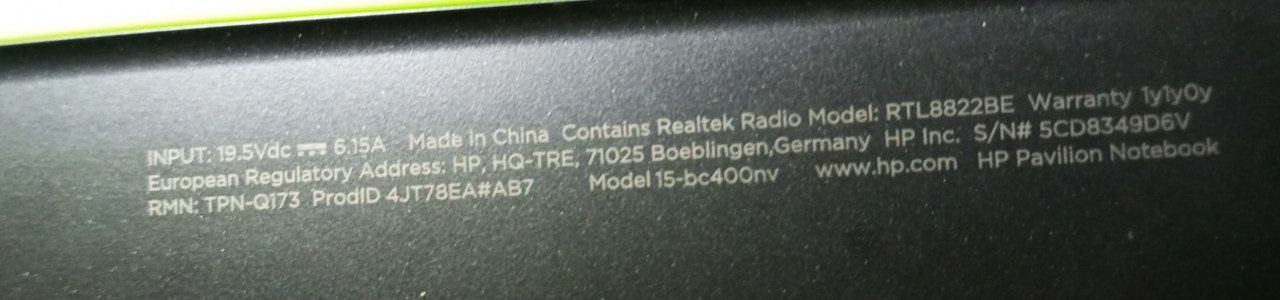 INPUT: 19.5Vdc ⎓ 6.15A Made in China Contains Realtek Radio Model: RTL8822BE Warranty 1y1y0y
European Regulatory Address: HP, HQ-TRE, 71025 Boeblingen,Germany HP Inc. S/N# 5CD8349D6V
RMN: TPN-Q173 ProdID 4JT78EA#AB7 Model 15-bc400nv www.hp.com HP Pavilion Notebook